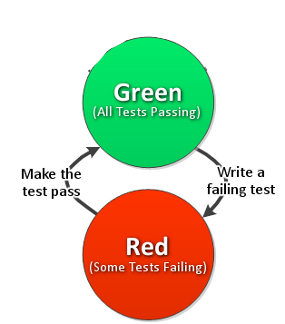 Green
(All Tests Passing)
Make the
test pass
Write a
failing test
Red
(Some Tests Failing)